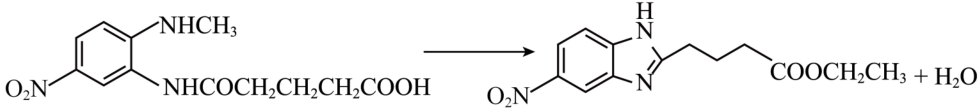 NHCH₃
O₂N
NHCOCH₂CH₂CH₂COOH
H
N
N
O₂N
COOCH₂CH₃ + H₂O